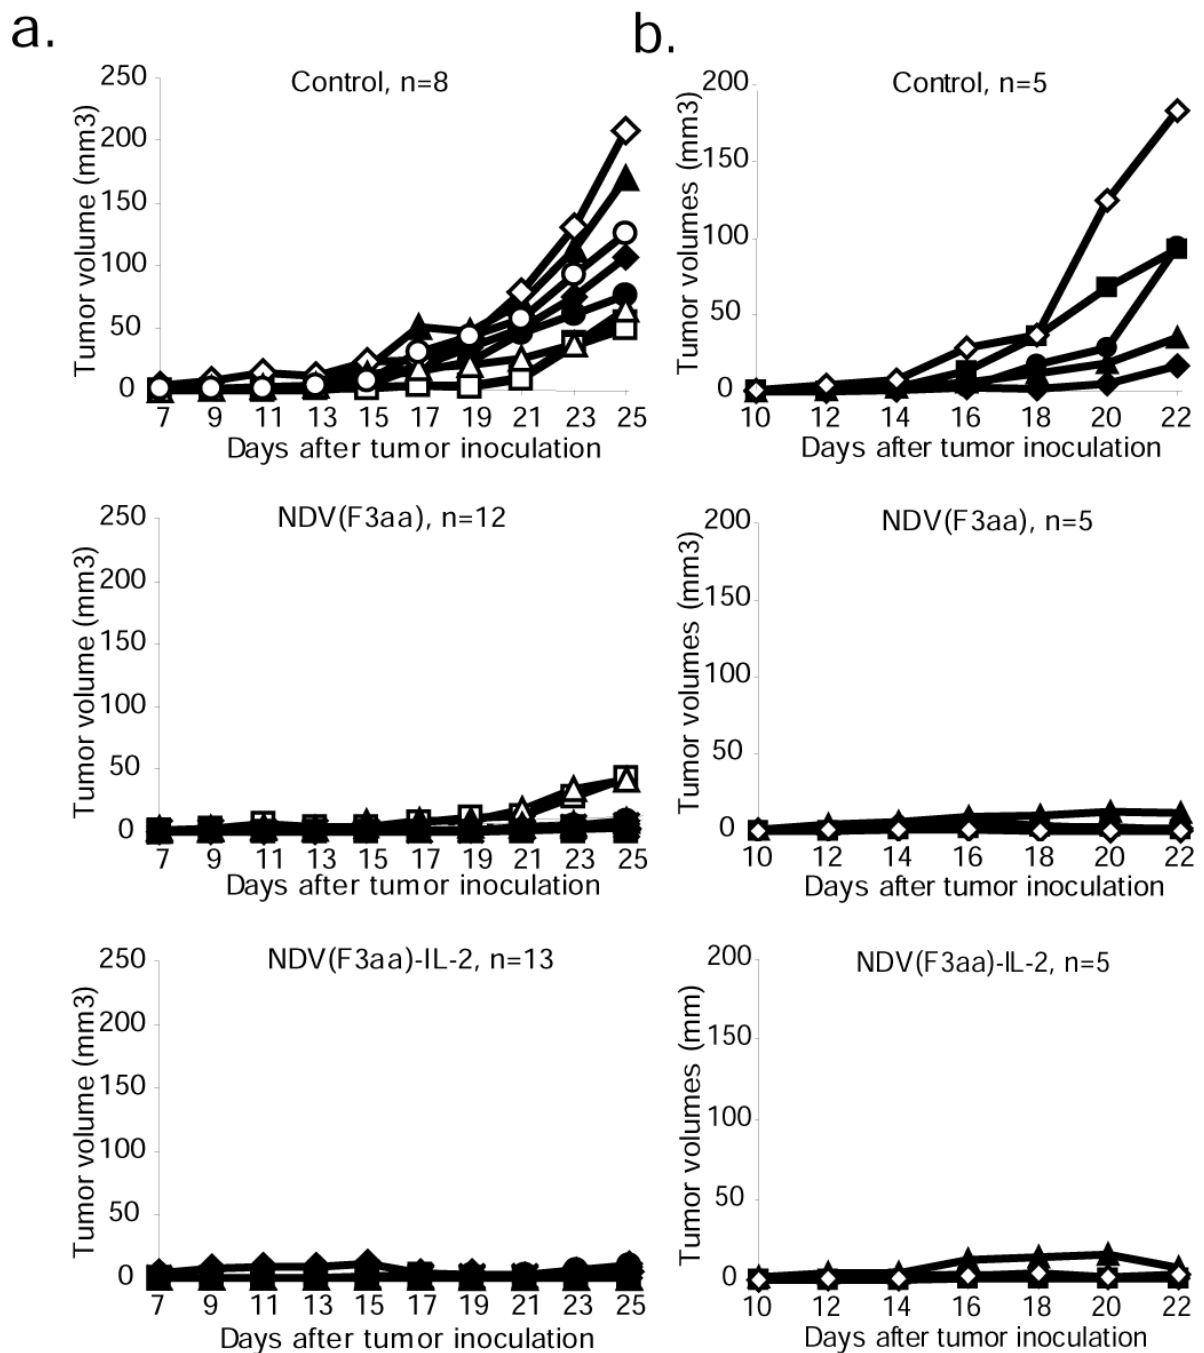 a.
Control, n=8
Tumor volume (mm3)
250
200
150
100
50
0
7 9 11 13 15 17 19 21 23 25
Days after tumor inoculation
b.
Control, n=5
Tumor volumes (mm3)
200
150
100
50
0
10 12 14 16 18 20 22
Days after tumor inoculation
NDV(F3aa), n=12
Tumor volume (mm3)
250
200
150
100
50
0
7 9 11 13 15 17 19 21 23 25
Days after tumor inoculation
NDV(F3aa), n=5
Tumor volumes (mm3)
200
150
100
50
0
10 12 14 16 18 20 22
Days after tumor inoculation
NDV(F3aa)-IL-2, n=13
Tumor volume (mm3)
250
200
150
100
50
0
7 9 11 13 15 17 19 21 23 25
Days after tumor inoculation
NDV(F3aa)-IL-2, n=5
Tumor volumes (mm)
200
150
100
50
0
10 12 14 16 18 20 22
Days after tumor inoculation